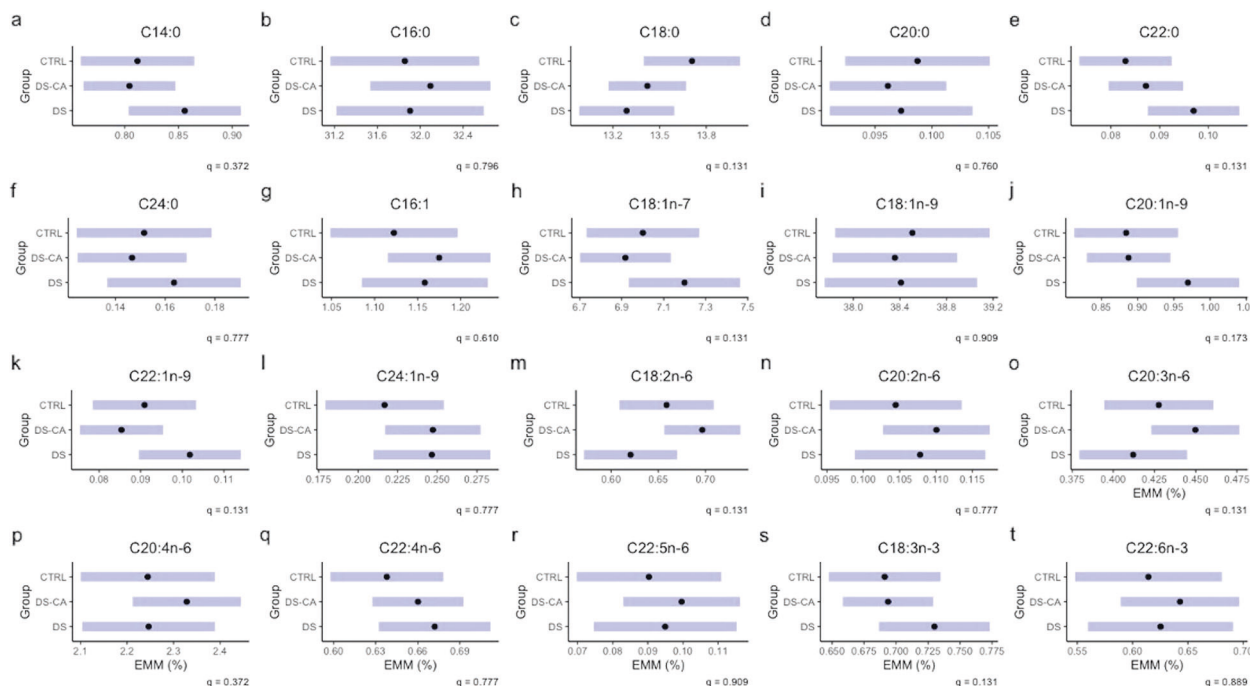 a
C14:0
Group
CTRL
DS-CA
DS
0.80 0.85 0.90
q = 0.372
b
C16:0
31.2 31.6 32.0 32.4
q = 0.796
c
C18:0
13.2 13.5 13.8
q = 0.131
d
C20:0
CTRL
DS-CA
DS
0.095 0.100 0.105
q = 0.760
e
C22:0
0.08 0.09 0.10
q = 0.131
f
C24:0
Group
CTRL
DS-CA
DS
0.14 0.16 0.18
q = 0.777
g
C16:1
1.05 1.10 1.15 1.20
q = 0.610
h
C18:1n-7
6.7 6.9 7.1 7.3 7.5
q = 0.131
i
C18:1n-9
38.0 38.4 38.8 39.2
q = 0.909
j
C20:1n-9
0.85 0.90 0.95 1.00 1.0
q = 0.173
k
C22:1n-9
Group
CTRL
DS-CA
DS
0.08 0.09 0.10 0.11
q = 0.131
l
C24:1n-9
0.175 0.200 0.225 0.250 0.275
q = 0.777
m
C18:2n-6
0.60 0.65 0.70
q = 0.131
n
C20:2n-6
0.095 0.100 0.105 0.110 0.115
q = 0.777
o
C20:3n-6
0.375 0.400 0.425 0.450 0.475
EMM (%)
q = 0.131
p
C20:4n-6
Group
CTRL
DS-CA
DS
2.1 2.2 2.3 2.4
EMM (%)
q = 0.372
q
C22:4n-6
0.60 0.63 0.66 0.69
EMM (%)
q = 0.777
r
C22:5n-6
0.07 0.08 0.09 0.10 0.11
EMM (%)
q = 0.909
s
C18:3n-3
0.650 0.675 0.700 0.725 0.750 0.775
EMM (%)
q = 0.131
t
C22:6n-3
0.55 0.60 0.65 0.70
EMM (%)
q = 0.889